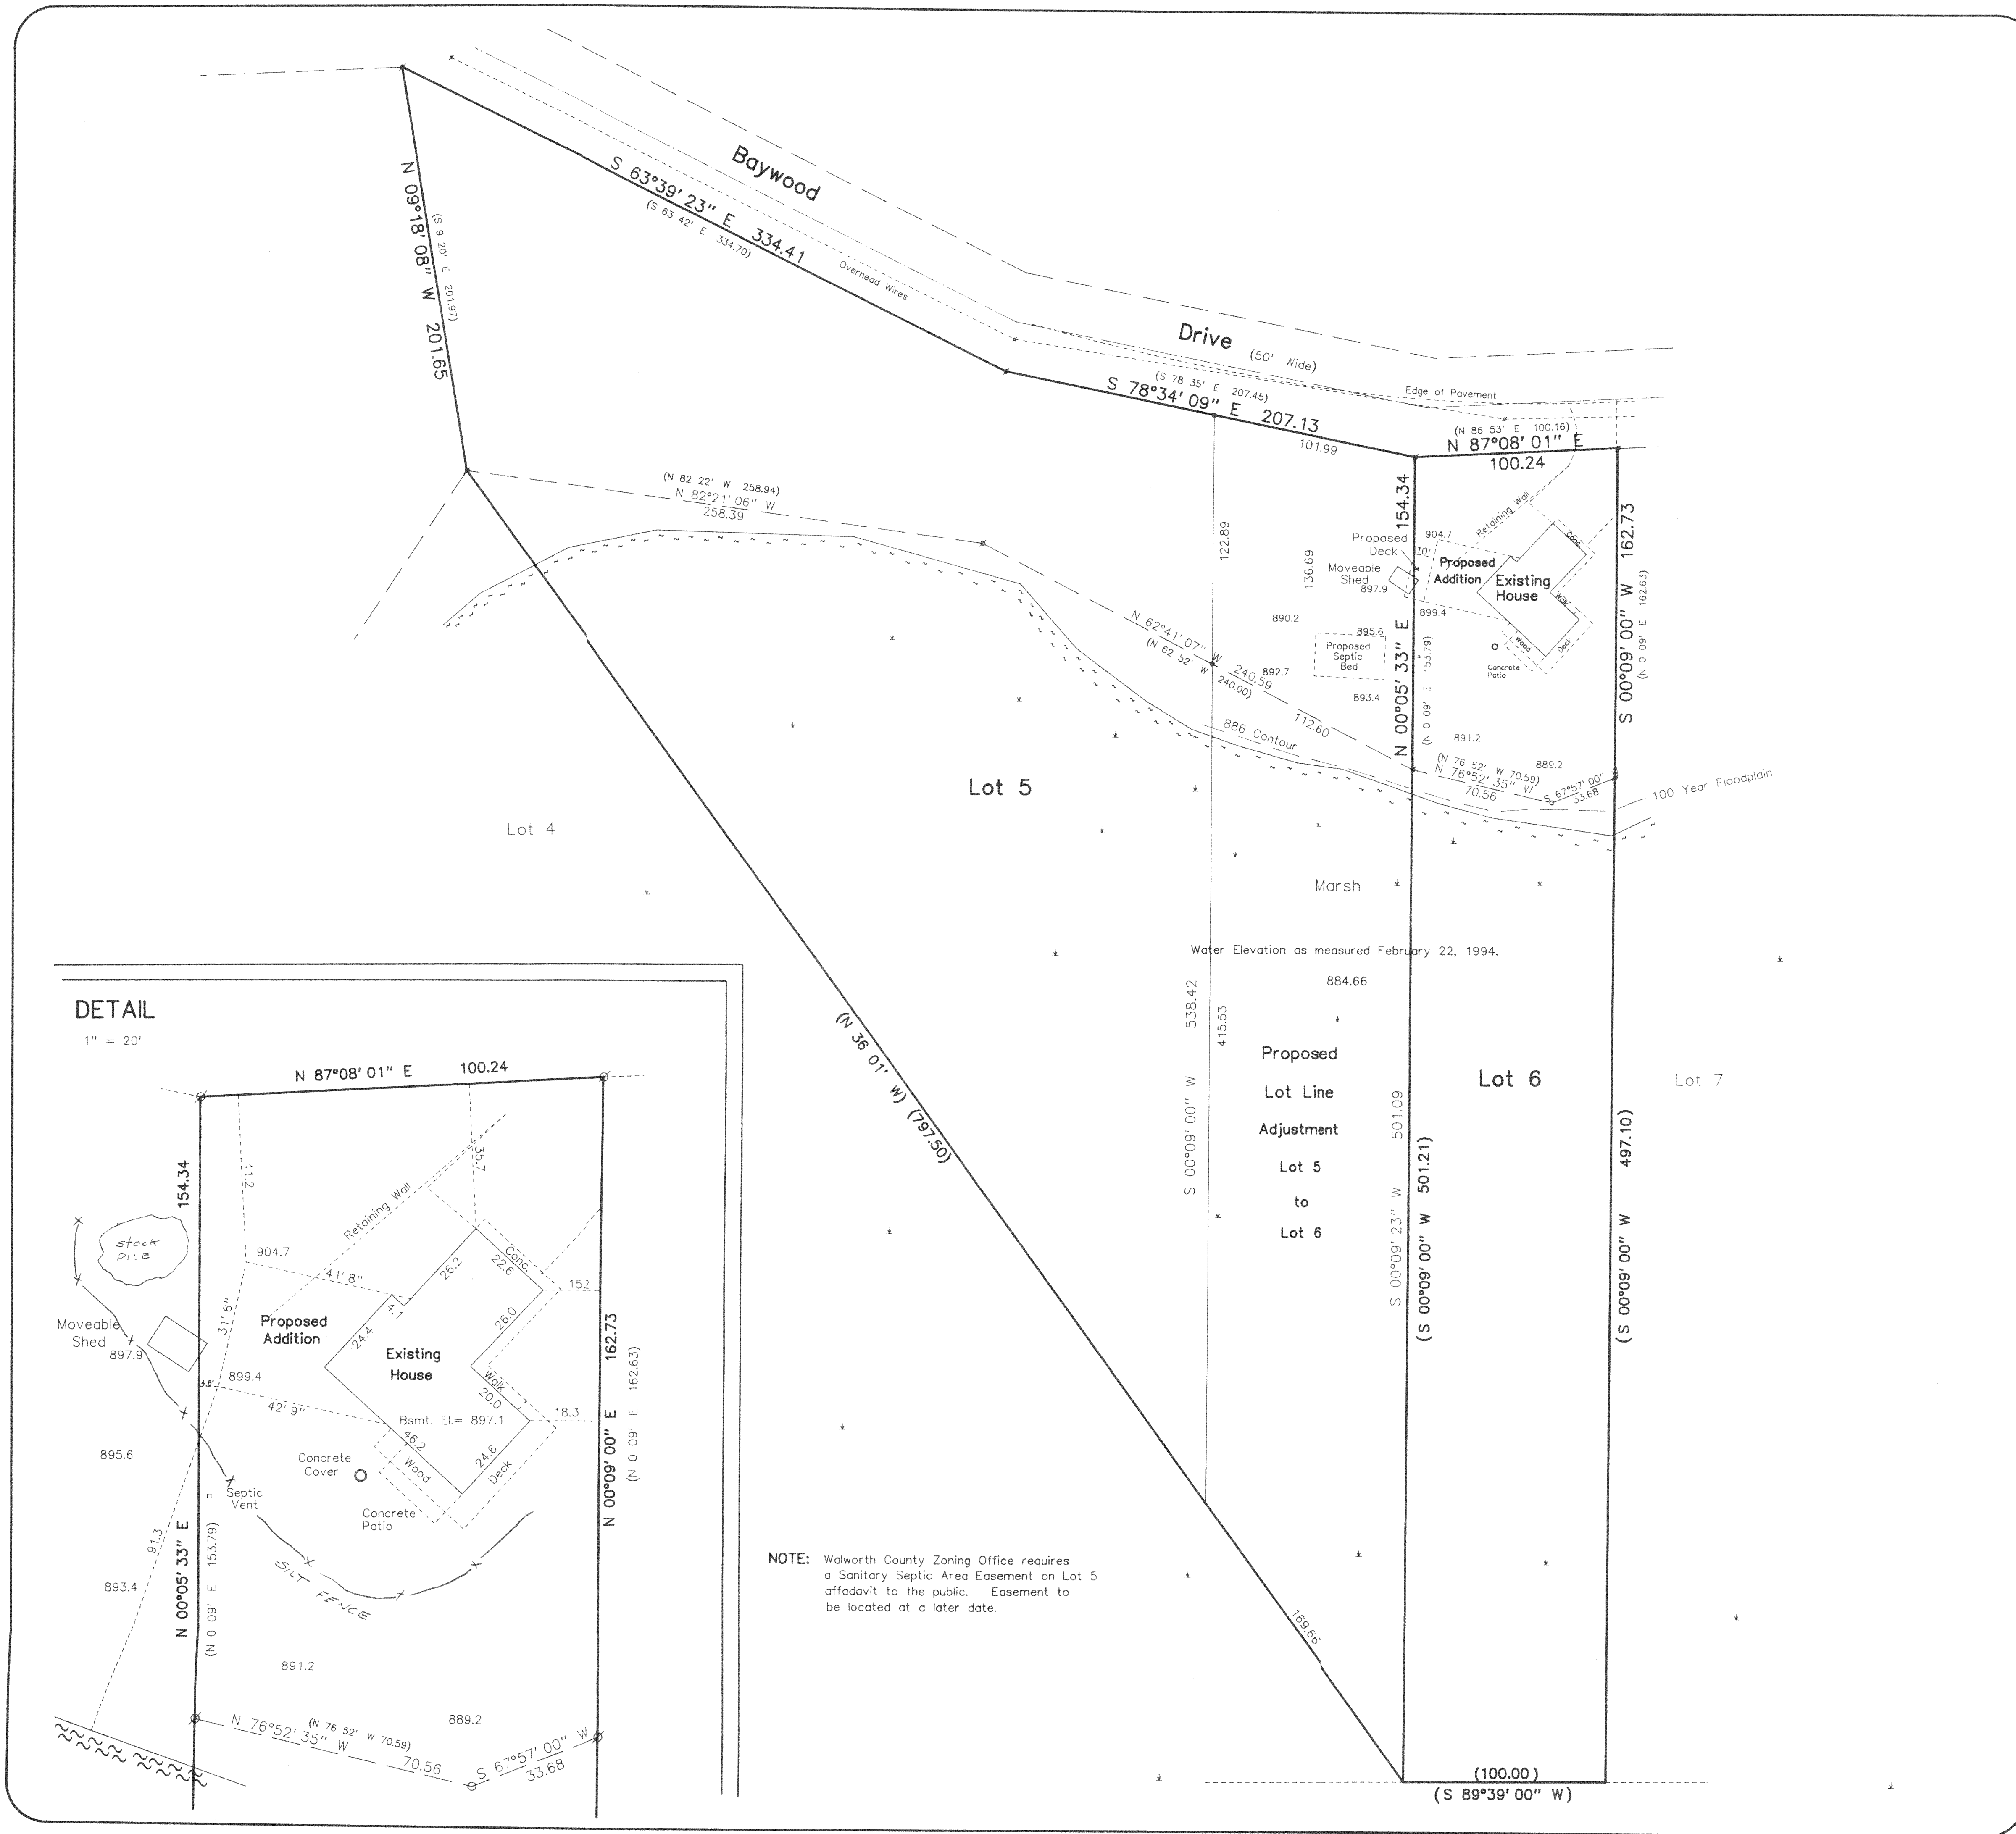 Baywood
S 63°39'23" E 334.41
(S 63 42' E 334.70)
Overhead Wires
N 09°18'08" W 201.65
(S 9 20' E 201.97)
Drive (50' Wide)
(S 78 35' E 207.45)
S 78°34'09" E 207.13
101.99
Edge of Pavement
(N 86 53' E 100.16)
N 87°08'01" E
100.24
(N 82 22' W 258.94)
N 82°21'06" W
258.39
122.89
136.69
154.34
N 00°05'33" E
(N 0 09' E 153.79)
S 00°09'00" W 162.73
(N 0 09' E 162.63)
Retaining Wall
Conc.
904.7
Proposed
Deck
10'
Moveable
Shed
897.9
Proposed
Addition
Existing
House
Walk
899.4
Wood
Deck
Concrete
Patio
890.2
895.6
Proposed
Septic
Bed
892.7
893.4
N 62°41'07" W 240.59
(N 62 52' W 240.00)
112.60
886 Contour
891.2
889.2
(N 76 52' W 70.59)
N 76°52'35" W
70.56
S 67°57'00"
33.68
100 Year Floodplain
Lot 5
Lot 4
Marsh
Water Elevation as measured February 22, 1994.
884.66
Proposed
Lot Line
Adjustment
Lot 5
to
Lot 6
Lot 6
Lot 7
S 00°09'00" W 538.42
415.53
S 00°09'23" W 501.09
(S 00°09'00" W 501.21)
(S 00°09'00" W 497.10)
(N 36 01' W) (797.50)
169.66
(100.00)
(S 89°39'00" W)
DETAIL
1" = 20'
N 87°08'01" E 100.24
154.34
41.2
35.7
Retaining Wall
stock
PILE
904.7
41'8"
26.2
Conc.
22.6
15.2
4.1
26.0
31'6"
Proposed
Addition
24.4
Existing
House
Moveable
Shed
897.9
4.6'
899.4
42'9"
Walk
20.0
Bsmt. El.= 897.1
18.3
46.2
24.6
Wood
Deck
162.73
N 00°09'00" E
(N 0 09' E 162.63)
895.6
Concrete
Cover
Septic
Vent
Concrete
Patio
91.3
893.4
N 00°05'33" E
(N 0 09' E 153.79)
SILT FENCE
891.2
889.2
(N 76 52' W 70.59)
N 76°52'35" W
70.56
S 67°57'00" W
33.68
NOTE: Walworth County Zoning Office requires
a Sanitary Septic Area Easement on Lot 5
affadavit to the public. Easement to
be located at a later date.